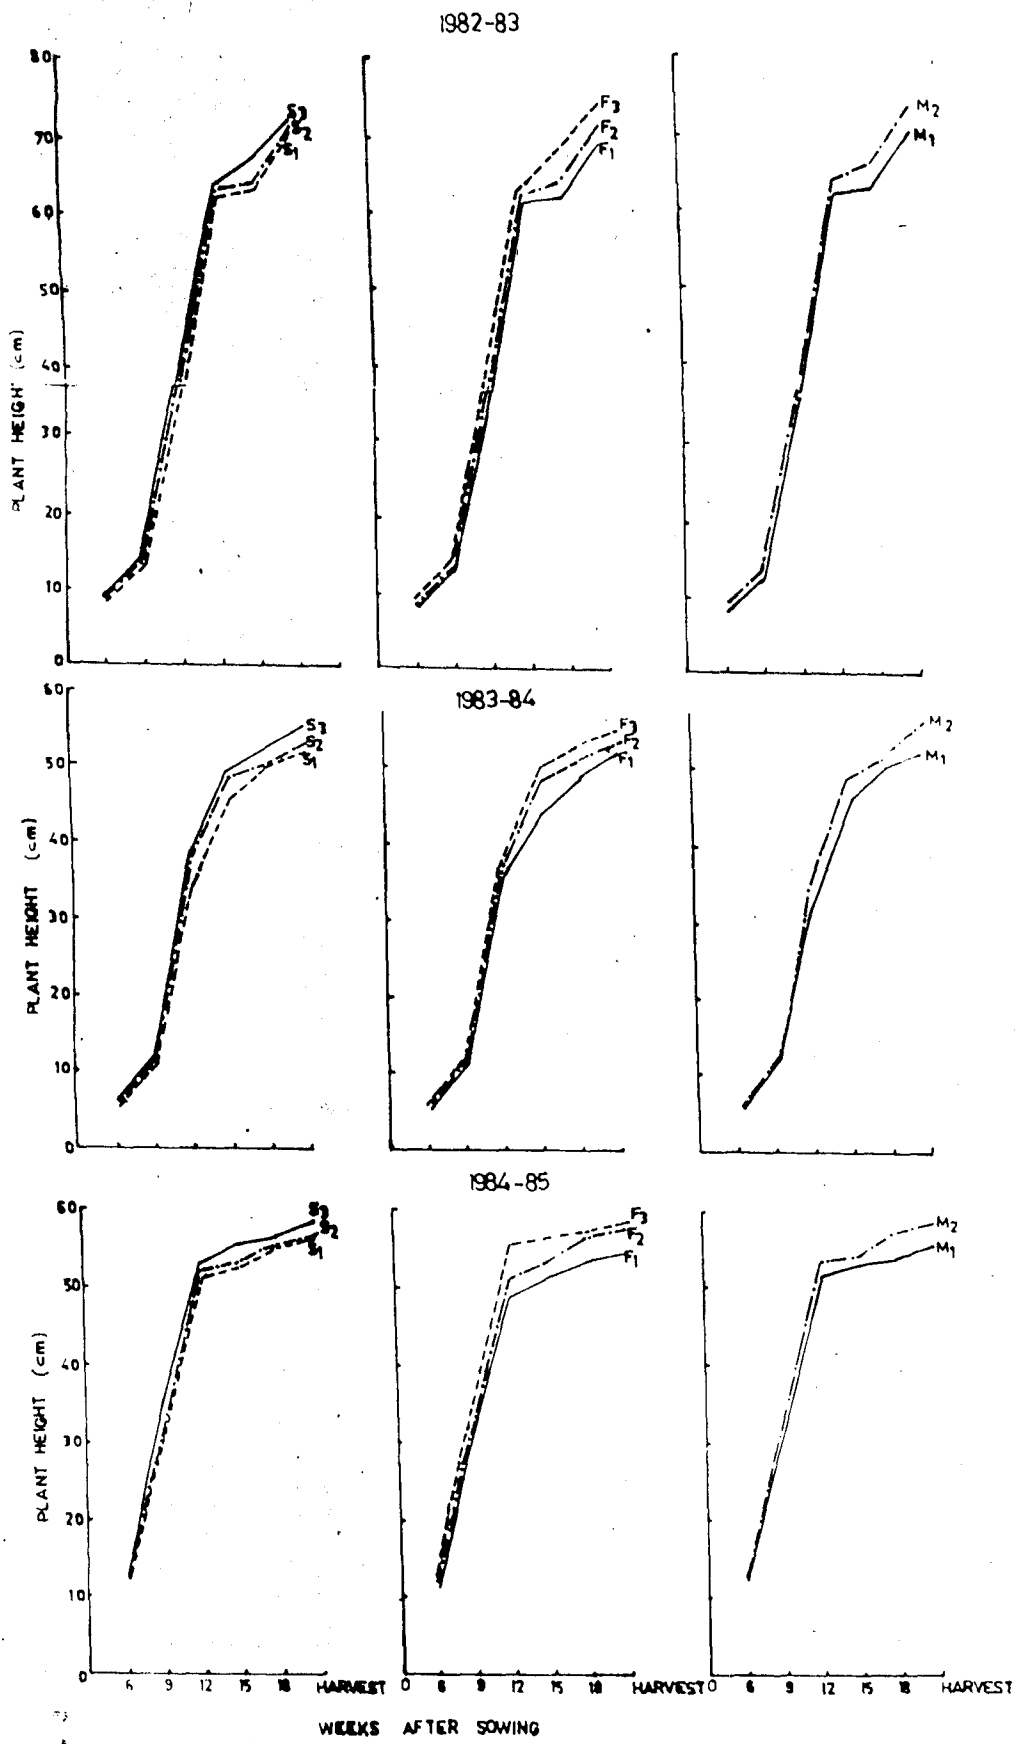 1982-83
80
70
60
50
40
30
20
10
0
PLANT HEIGHT (cm)
S3
S2
S1
F3
F2
F1
M2
M1
1983-84
60
50
40
30
20
10
0
PLANT HEIGHT (cm)
S3
S2
S1
F3
F2
F1
M2
M1
1984-85
60
50
40
30
20
10
0
PLANT HEIGHT (cm)
S3
S2
S1
F3
F2
F1
M2
M1
6 9 12 15 18 HARVEST
0 6 9 12 15 18 HARVEST
0 6 9 12 15 18 HARVEST
WEEKS AFTER SOWING